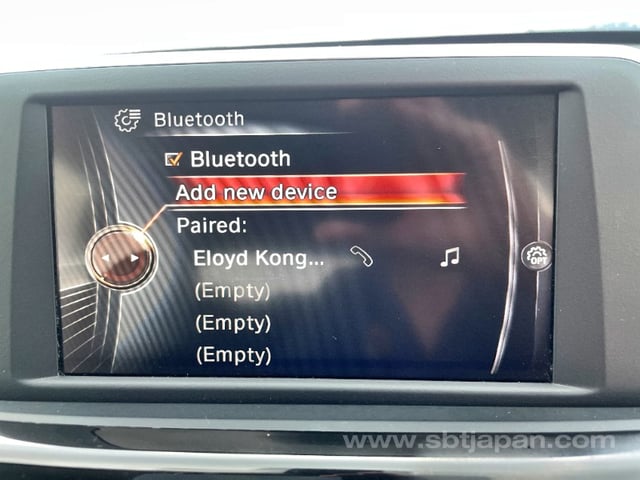 Bluetooth
Bluetooth
Add new device
Paired:
Eloyd Kong...
(Empty)
OPT
(Empty)
(Empty)
www.sbtjapan.com